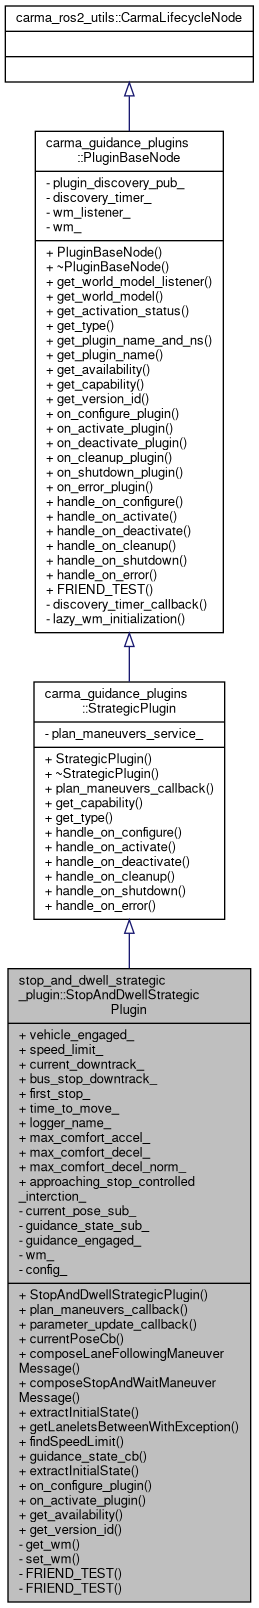 carma_ros2_utils::CarmaLifecycleNode
carma_guidance_plugins
::PluginBaseNode
- plugin_discovery_pub_
- discovery_timer_
- wm_listener_
- wm_
+ PluginBaseNode()
+ ~PluginBaseNode()
+ get_world_model_listener()
+ get_world_model()
+ get_activation_status()
+ get_type()
+ get_plugin_name_and_ns()
+ get_plugin_name()
+ get_availability()
+ get_capability()
+ get_version_id()
+ on_configure_plugin()
+ on_activate_plugin()
+ on_deactivate_plugin()
+ on_cleanup_plugin()
+ on_shutdown_plugin()
+ on_error_plugin()
+ handle_on_configure()
+ handle_on_activate()
+ handle_on_deactivate()
+ handle_on_cleanup()
+ handle_on_shutdown()
+ handle_on_error()
+ FRIEND_TEST()
- discovery_timer_callback()
- lazy_wm_initialization()
carma_guidance_plugins
::StrategicPlugin
- plan_maneuvers_service_
+ StrategicPlugin()
+ ~StrategicPlugin()
+ plan_maneuvers_callback()
+ get_capability()
+ get_type()
+ handle_on_configure()
+ handle_on_activate()
+ handle_on_deactivate()
+ handle_on_cleanup()
+ handle_on_shutdown()
+ handle_on_error()
stop_and_dwell_strategic
_plugin::StopAndDwellStrategic
Plugin
+ vehicle_engaged_
+ speed_limit_
+ current_downtrack_
+ bus_stop_downtrack_
+ first_stop_
+ time_to_move_
+ logger_name_
+ max_comfort_accel_
+ max_comfort_decel_
+ max_comfort_decel_norm_
+ approaching_stop_controlled
_interction_
- current_pose_sub_
- guidance_state_sub_
- guidance_engaged_
- wm_
- config_
+ StopAndDwellStrategicPlugin()
+ plan_maneuvers_callback()
+ parameter_update_callback()
+ currentPoseCb()
+ composeLaneFollowingManeuver
Message()
+ composeStopAndWaitManeuver
Message()
+ extractInitialState()
+ getLaneletsBetweenWithException()
+ findSpeedLimit()
+ guidance_state_cb()
+ extractInitialState()
+ on_configure_plugin()
+ on_activate_plugin()
+ get_availability()
+ get_version_id()
- get_wm()
- set_wm()
- FRIEND_TEST()
- FRIEND_TEST()